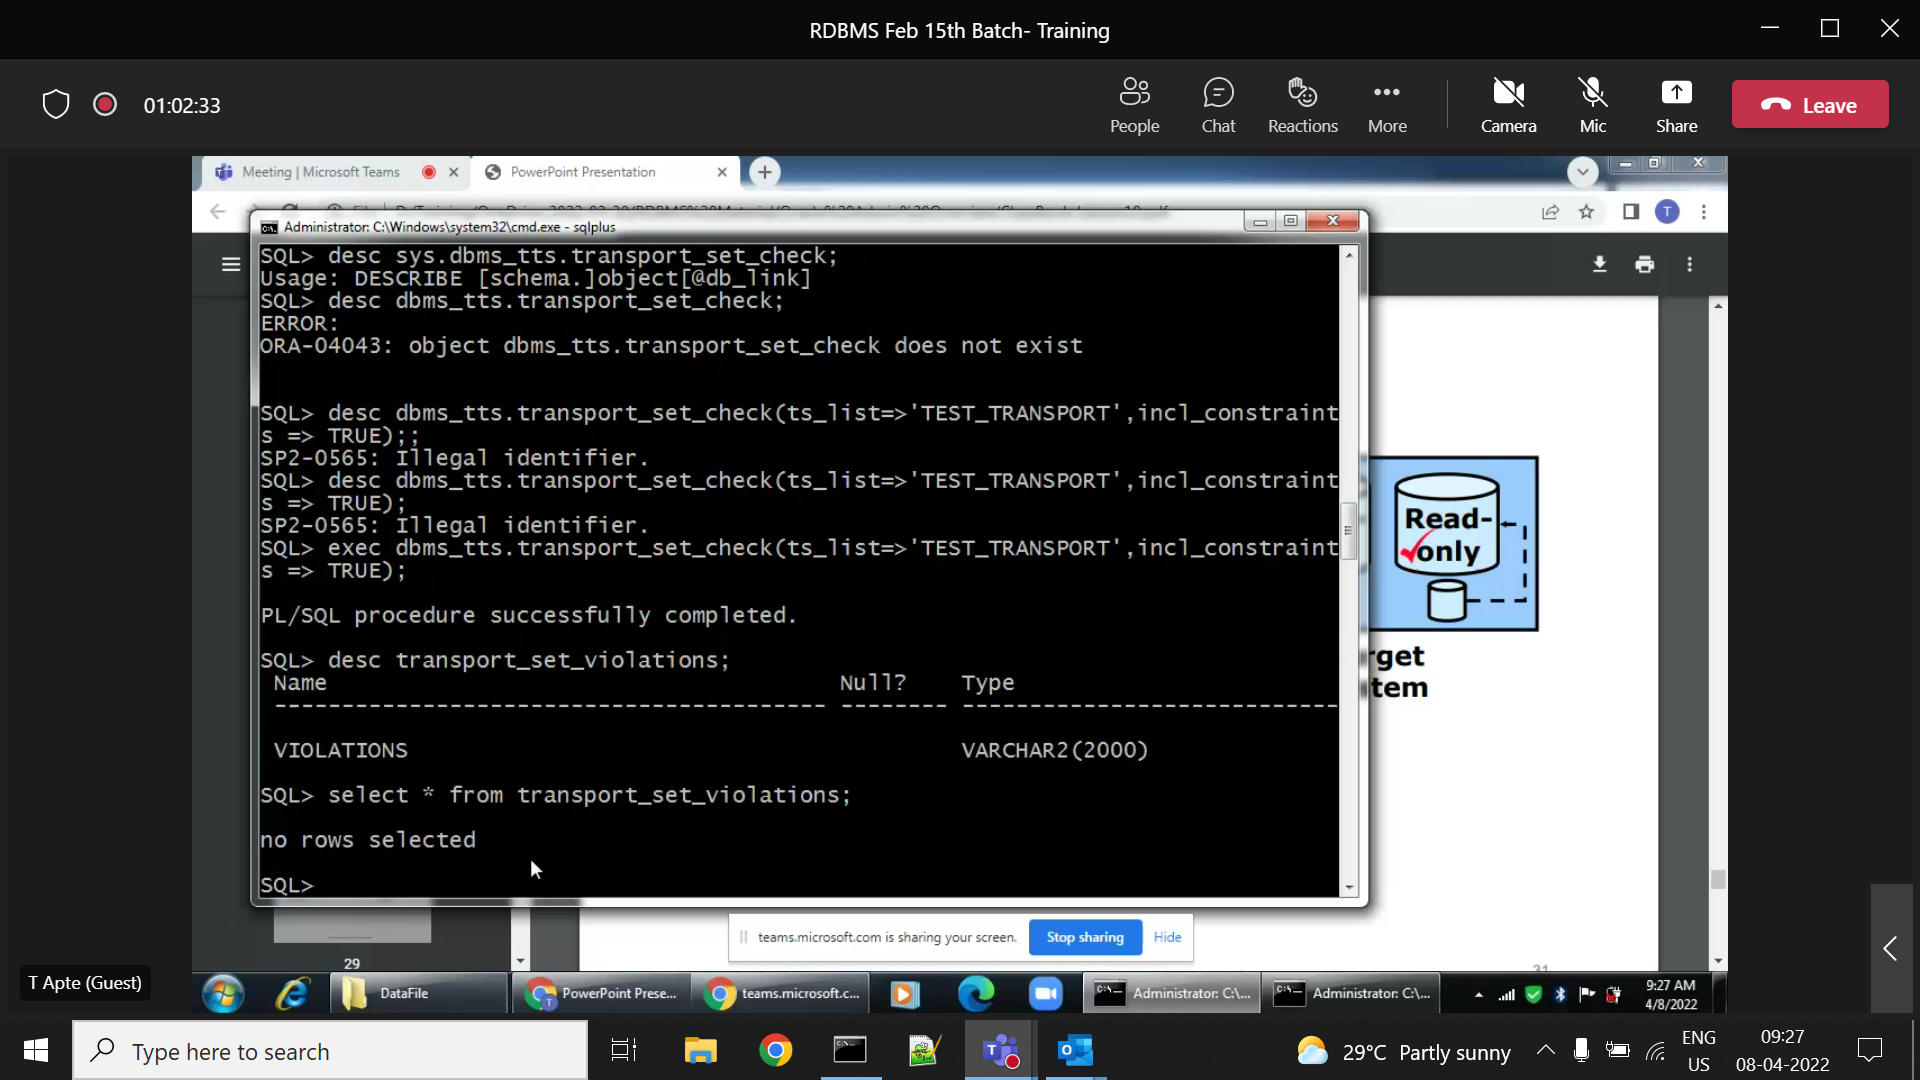 RDBMS Feb 15th Batch- Training
01:02:33
People
Chat
Reactions
More
Camera
Mic
Share
Leave
Meeting | Microsoft Teams
PowerPoint Presentation
T
Administrator: C:\Windows\system32\cmd.exe - sqlplus
SQL> desc sys.dbms_tts.transport_set_check;
Usage: DESCRIBE [schema.]object[@db_link]
SQL> desc dbms_tts.transport_set_check;
ERROR:
ORA-04043: object dbms_tts.transport_set_check does not exist
SQL> desc dbms_tts.transport_set_check(ts_list=>'TEST_TRANSPORT',incl_constraint
s => TRUE);;
SP2-0565: Illegal identifier.
SQL> desc dbms_tts.transport_set_check(ts_list=>'TEST_TRANSPORT',incl_constraint
s => TRUE);
SP2-0565: Illegal identifier.
SQL> exec dbms_tts.transport_set_check(ts_list=>'TEST_TRANSPORT',incl_constraint
s => TRUE);
PL/SQL procedure successfully completed.
SQL> desc transport_set_violations;
Name Null? Type
----------------------------------------- -------- ----------------------------
VIOLATIONS VARCHAR2(2000)
SQL> select * from transport_set_violations;
no rows selected
SQL>
Read-
only
rget
tem
teams.microsoft.com is sharing your screen.
Stop sharing
Hide
29
31
T Apte (Guest)
DataFile
PowerPoint Prese...
teams.microsoft.c...
Administrator: C:\...
Administrator: C:\...
9:27 AM
4/8/2022
Type here to search
29°C Partly sunny
ENG
US
09:27
08-04-2022